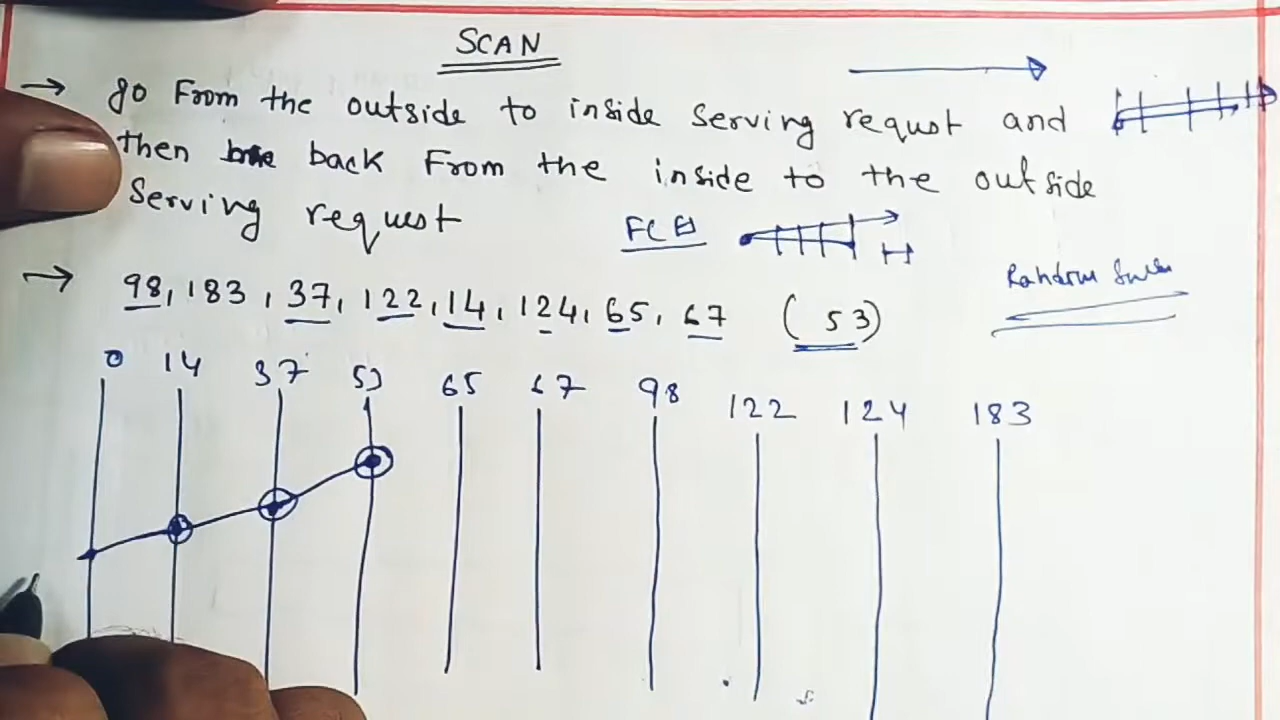 SCAN
→ go From the outside to inside Serving requst and
then back From the inside to the outside
Serving request
→ 98, 183, 37, 122, 14, 124, 65, 67 (53)
0 14 37 53 65 67 98 122 124 183